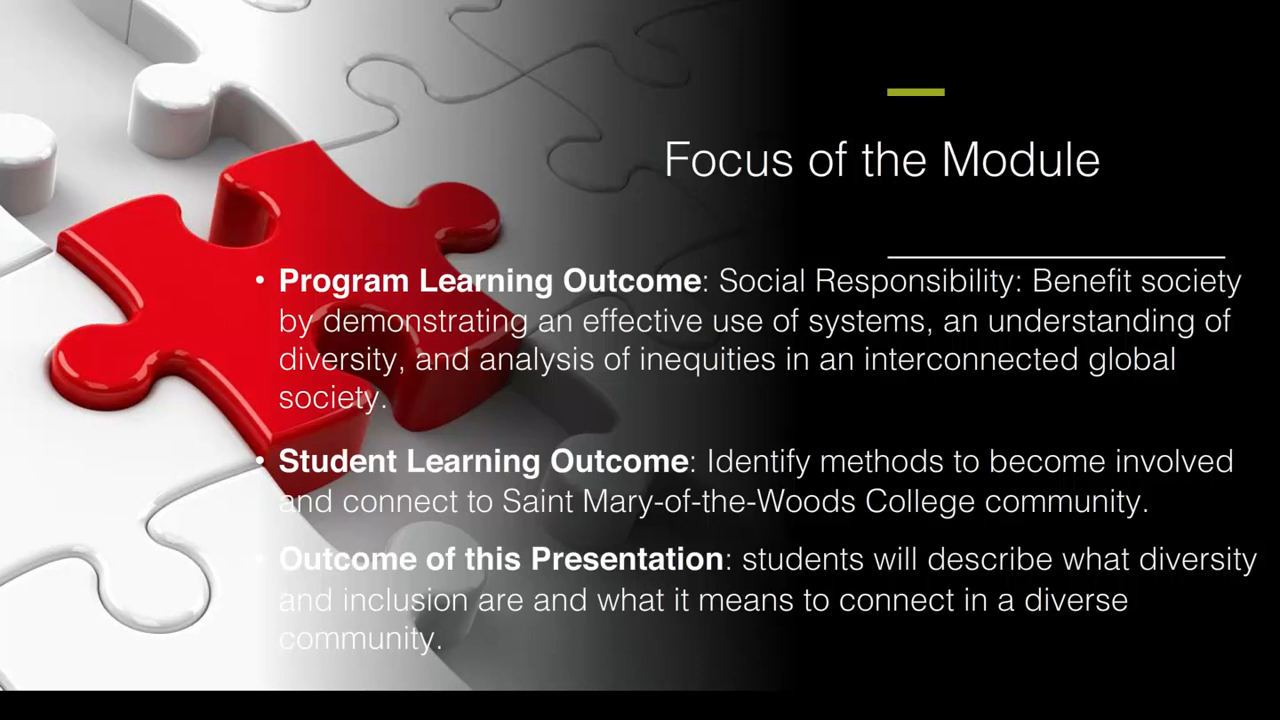 Focus of the Module
• Program Learning Outcome: Social Responsibility: Benefit society
by demonstrating an effective use of systems, an understanding of
diversity, and analysis of inequities in an interconnected global
society.
• Student Learning Outcome: Identify methods to become involved
and connect to Saint Mary-of-the-Woods College community.
• Outcome of this Presentation: students will describe what diversity
and inclusion are and what it means to connect in a diverse
community.